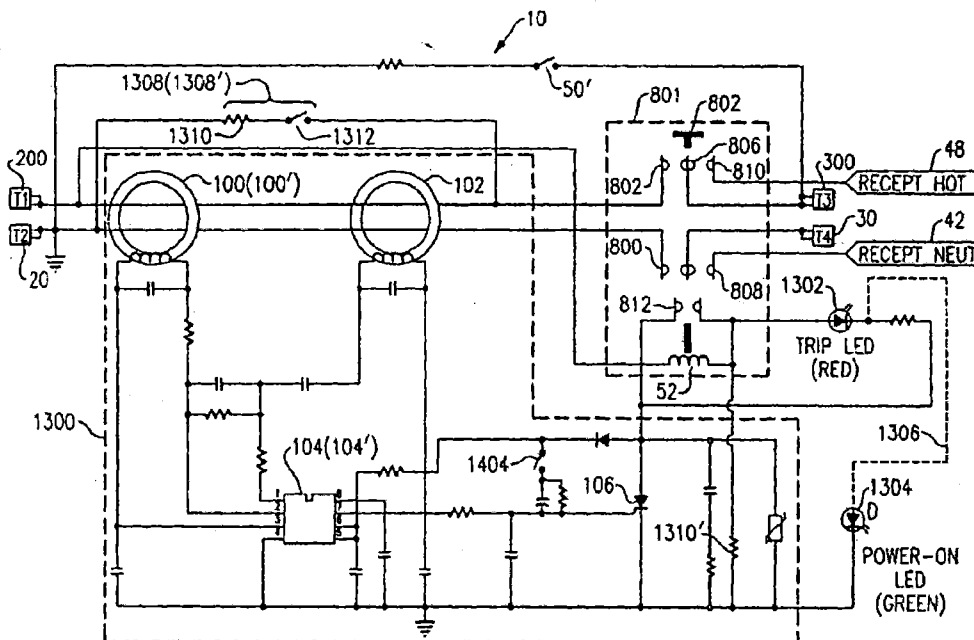 10
1308(1308')
50'
801
802
1310
1312
806
48
200
100(100')
102
802
810
300
RECEPT HOT
T1
T3
T2
T4
30
42
20
800
808
RECEPT NEUT
812
1302
TRIP LED
(RED)
52
1300
104(104')
1404
106
1306
1304
D
1310'
POWER-ON
LED
(GREEN)